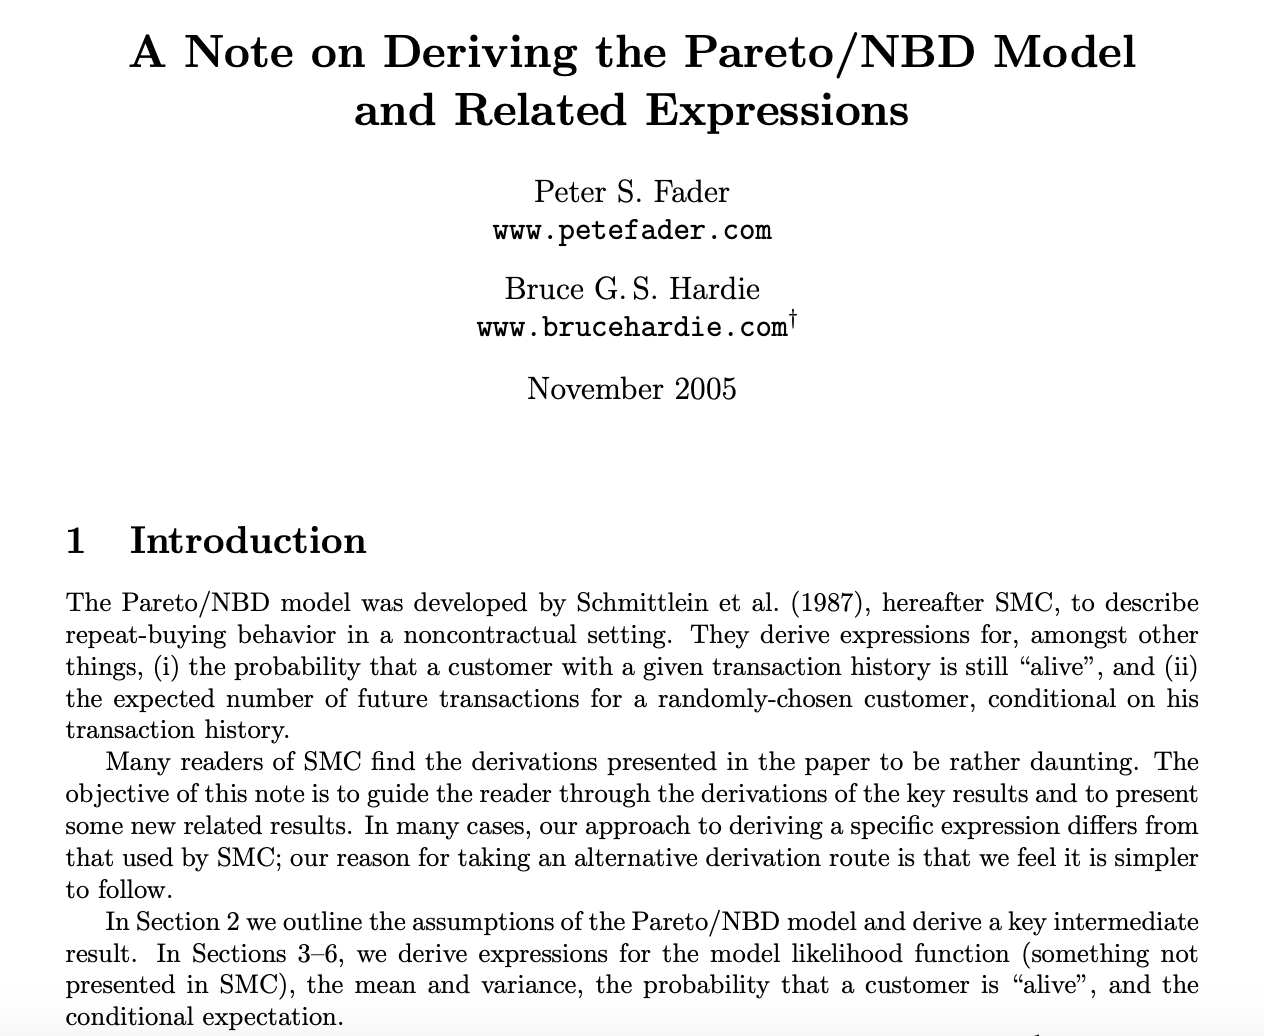 A Note on Deriving the Pareto/NBD Model
and Related Expressions
Peter S. Fader
www.petefader.com
Bruce G. S. Hardie
www.brucehardie.com†
November 2005
1 Introduction
The Pareto/NBD model was developed by Schmittlein et al. (1987), hereafter SMC, to describe
repeat-buying behavior in a noncontractual setting. They derive expressions for, amongst other
things, (i) the probability that a customer with a given transaction history is still “alive”, and (ii)
the expected number of future transactions for a randomly-chosen customer, conditional on his
transaction history.
Many readers of SMC find the derivations presented in the paper to be rather daunting. The
objective of this note is to guide the reader through the derivations of the key results and to present
some new related results. In many cases, our approach to deriving a specific expression differs from
that used by SMC; our reason for taking an alternative derivation route is that we feel it is simpler
to follow.
In Section 2 we outline the assumptions of the Pareto/NBD model and derive a key intermediate
result. In Sections 3–6, we derive expressions for the model likelihood function (something not
presented in SMC), the mean and variance, the probability that a customer is “alive”, and the
conditional expectation.